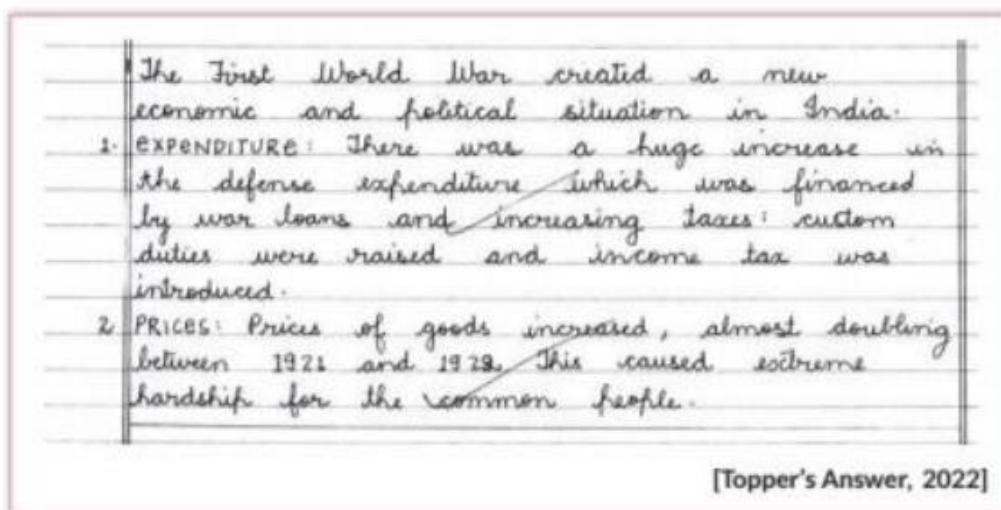 The First World War created a new
economic and political situation in India.
1. EXPENDITURE: There was a huge increase in
the defense expenditure which was financed
by war loans and increasing taxes: custom
duties were raised and income tax was
introduced.
2 PRICES: Prices of goods increased, almost doubling
between 1921 and 1922. This caused extreme
hardship for the common people.
[Topper's Answer, 2022]